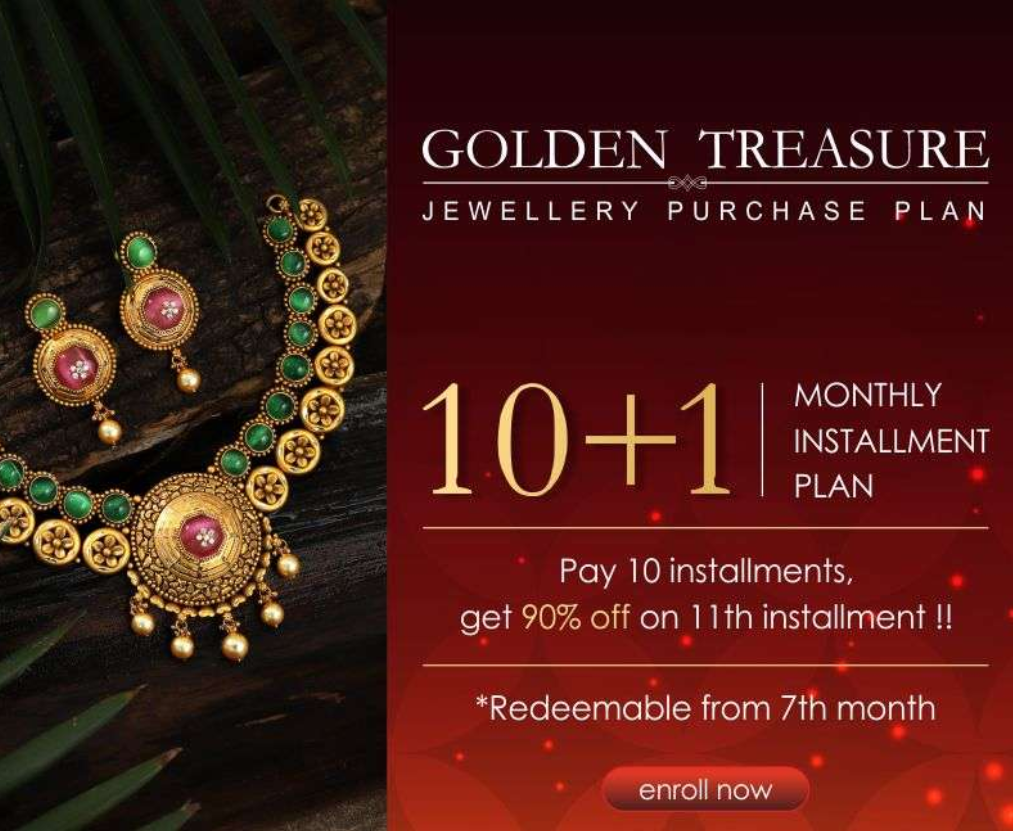 GOLDEN TREASURE
JEWELLERY PURCHASE PLAN
10+1
MONTHLY
INSTALLMENT
PLAN
Pay 10 installments,
get 90% off on 11th installment !!
*Redeemable from 7th month
enroll now